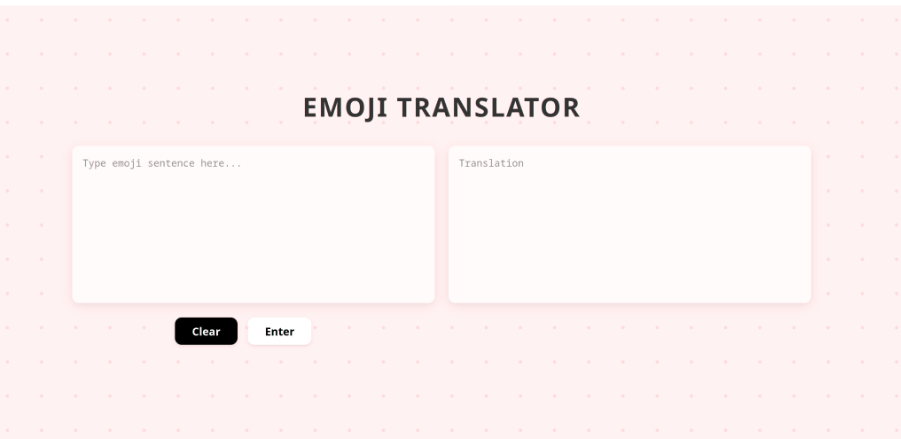 EMOJI TRANSLATOR
Type emoji sentence here...
Translation
Clear
Enter